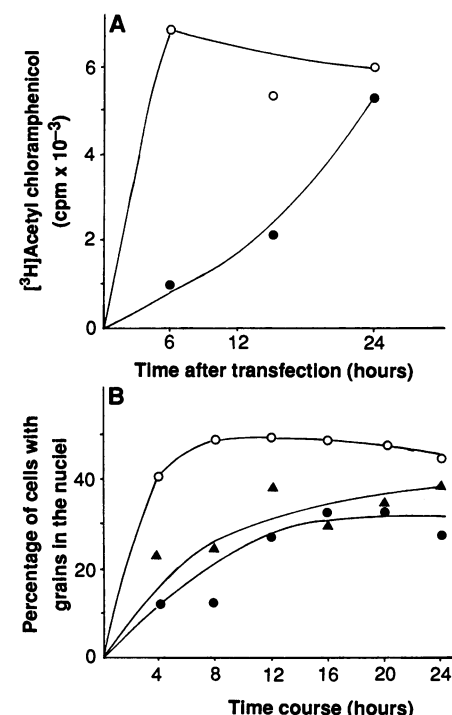 A
[³H]Acetyl chloramphenicol
(cpm x 10⁻³)
6
4
2
0
6 12 24
Time after transfection (hours)
B
Percentage of cells with
grains in the nuclei
40
20
0
4 8 12 16 20 24
Time course (hours)